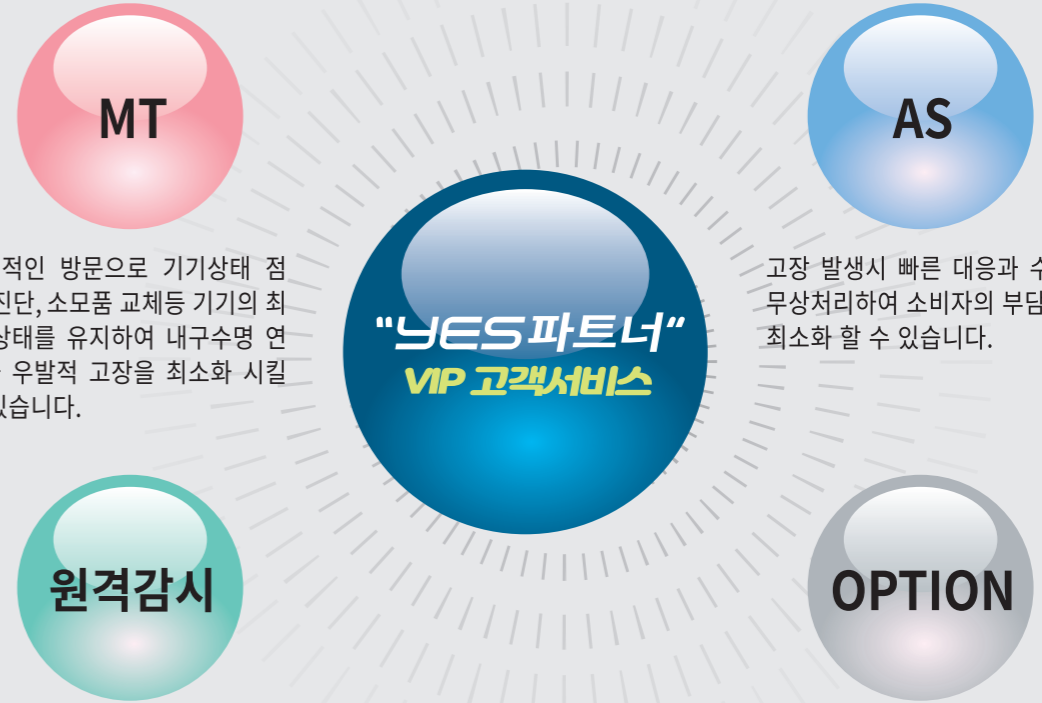 MT
적인 방문으로 기기상태 점
진단, 소모품 교체등 기기의 최
상태를 유지하여 내구수명 연
우발적 고장을 최소화 시킬
있습니다.
AS
고장 발생시 빠른 대응과 수
무상처리하여 소비자의 부담
최소화 할 수 있습니다.
"YES파트너"
VIP 고객서비스
원격감시
OPTION